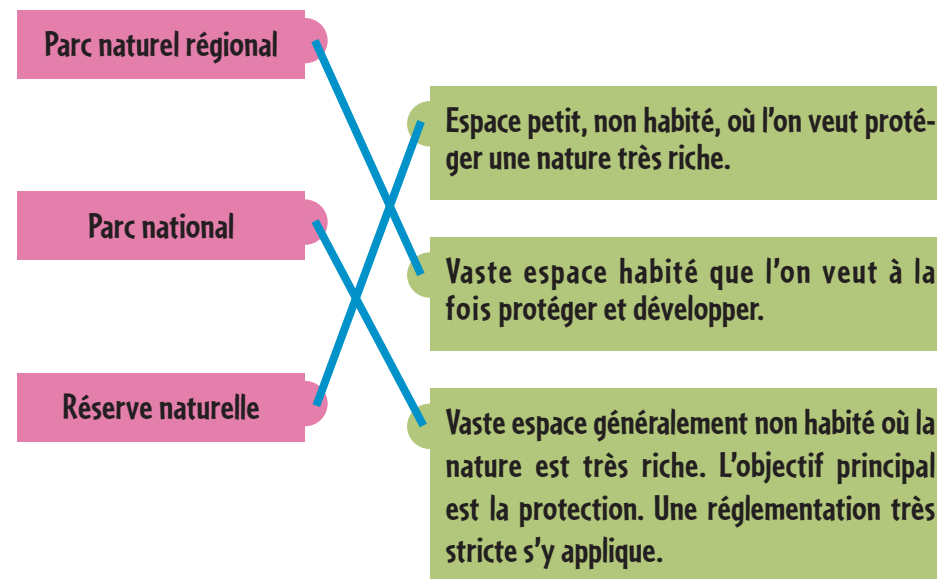 Parc naturel régional
Espace petit, non habité, où l'on veut proté-
ger une nature très riche.
Parc national
Vaste espace habité que l'on veut à la
fois protéger et développer.
Réserve naturelle
Vaste espace généralement non habité où la
nature est très riche. L'objectif principal
est la protection. Une réglementation très
stricte s'y applique.